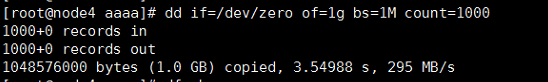 [root@node4 aaaa]# dd if=/dev/zero of=1g bs=1M count=1000
1000+0 records in
1000+0 records out
1048576000 bytes (1.0 GB) copied, 3.54988 s, 295 MB/s